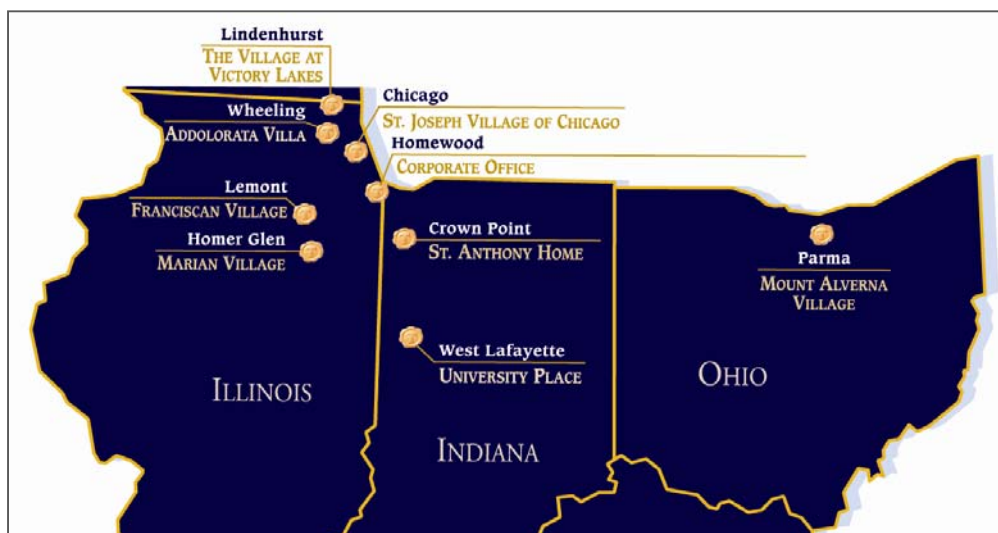 Lindenhurst
THE VILLAGE AT
VICTORY LAKES
Wheeling
ADDOLORATA VILLA
Chicago
ST. JOSEPH VILLAGE OF CHICAGO
Homewood
CORPORATE OFFICE
Lemont
FRANCISCAN VILLAGE
Homer Glen
MARIAN VILLAGE
Crown Point
ST. ANTHONY HOME
Parma
MOUNT ALVERNA
VILLAGE
West Lafayette
UNIVERSITY PLACE
ILLINOIS
INDIANA
OHIO